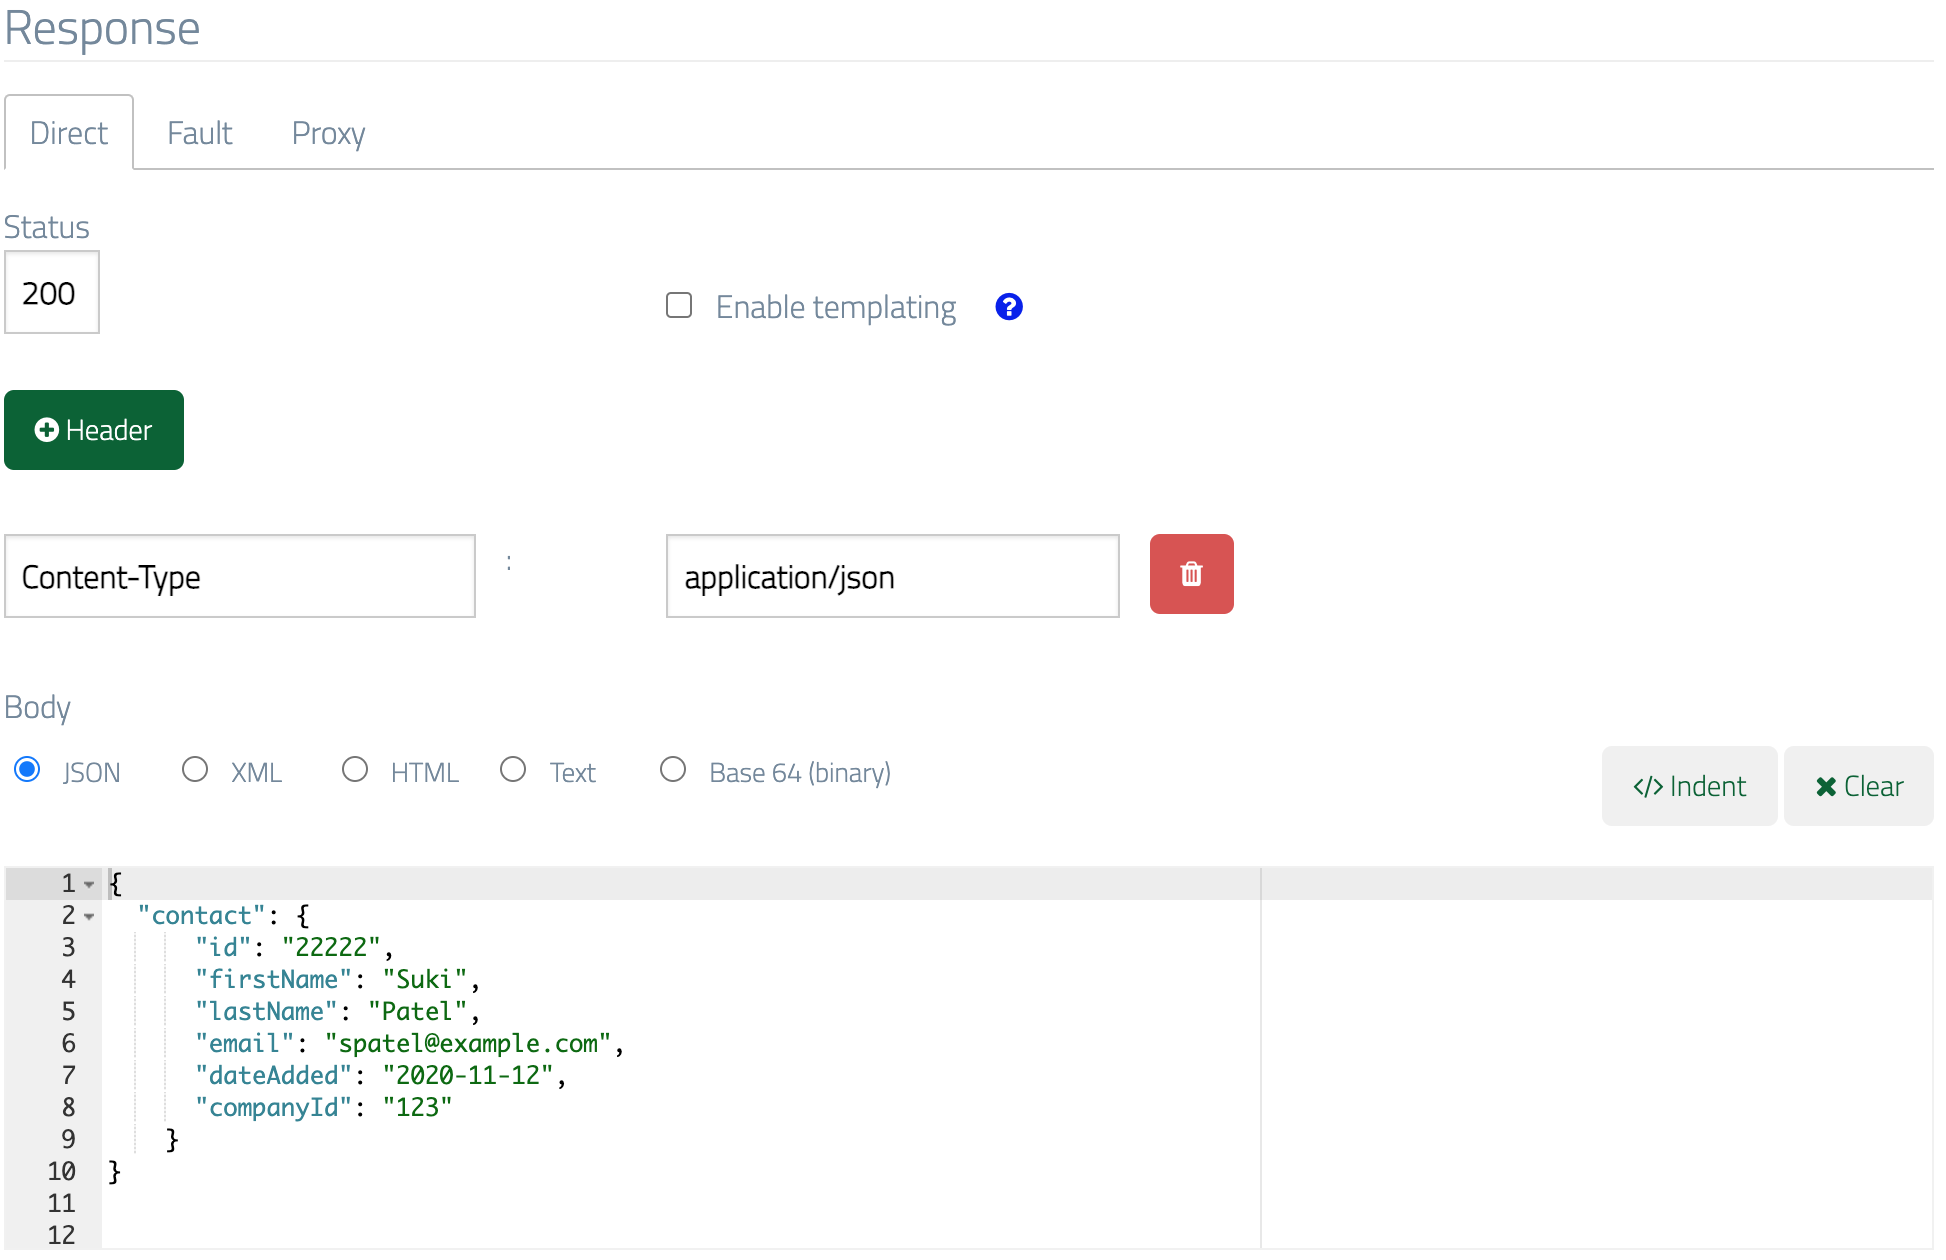 Response
Direct Fault Proxy
Status
200
Enable templating ?
Header
Content-Type : application/json
Body
JSON XML HTML Text Base 64 (binary)
</> Indent Clear
1 {
2 "contact": {
3 "id": "22222",
4 "firstName": "Suki",
5 "lastName": "Patel",
6 "email": "spatel@example.com",
7 "dateAdded": "2020-11-12",
8 "companyId": "123"
9 }
10 }
11
12